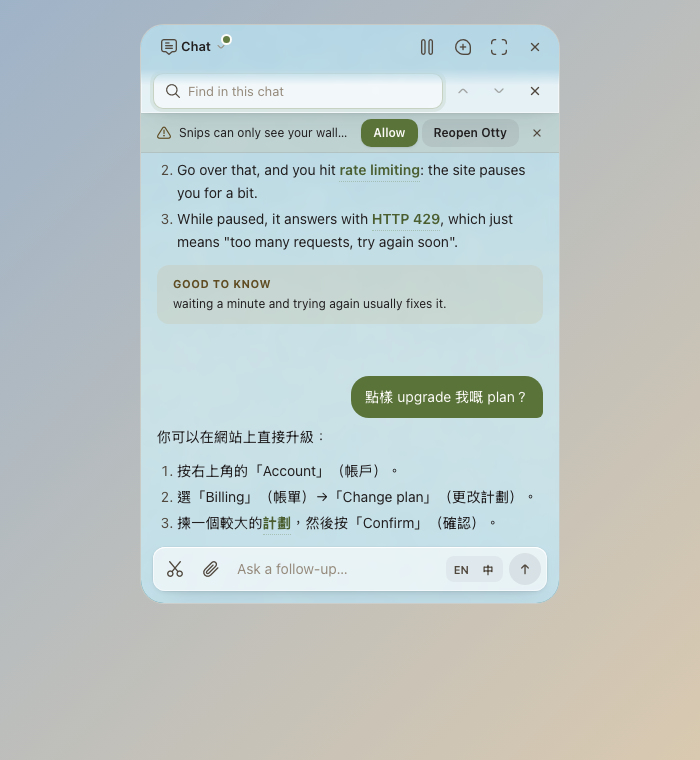 Chat
Find in this chat
Snips can only see your wall...
Allow
Reopen Otty
2. Go over that, and you hit rate limiting: the site pauses
you for a bit.
3. While paused, it answers with HTTP 429, which just
means "too many requests, try again soon".
GOOD TO KNOW
waiting a minute and trying again usually fixes it.
點樣 upgrade 我嘅 plan？
你可以在網站上直接升級：
1. 按右上角的「Account」（帳戶）。
2. 選「Billing」（帳單）→「Change plan」（更改計劃）。
3. 揀一個較大的計劃，然後按「Confirm」（確認）。
Ask a follow-up...
EN 中